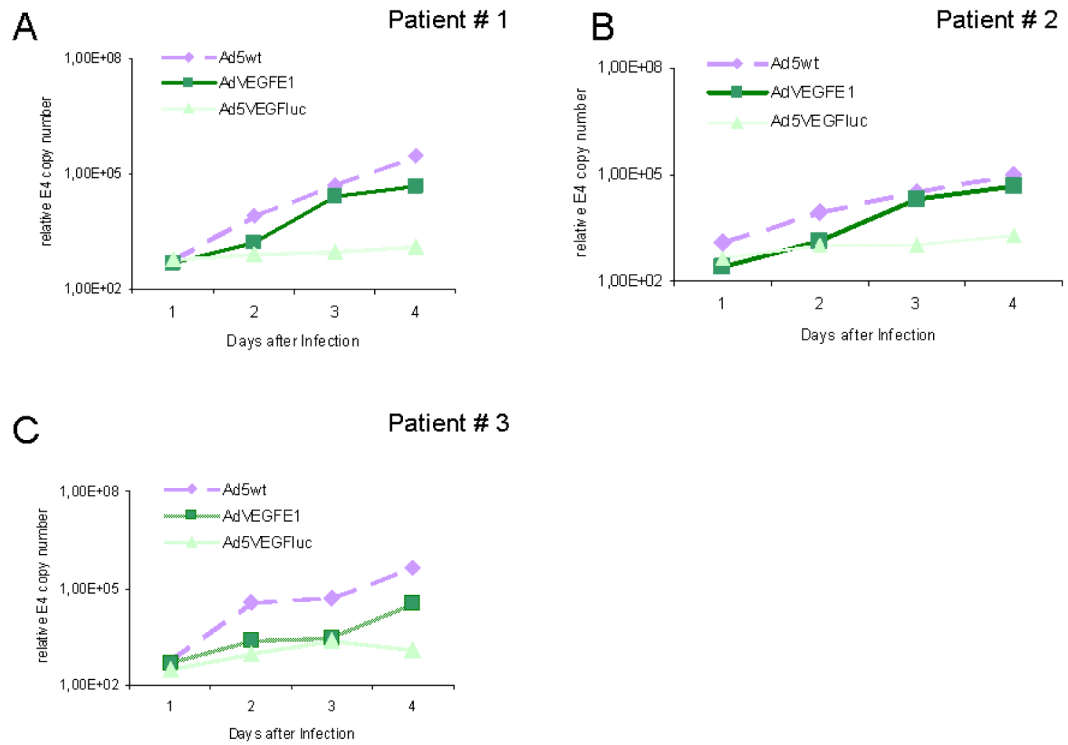 A
Patient # 1
1,00E+08
1,00E+05
1,00E+02
relative E4 copy number
Ad5wt
AdVEGFE1
Ad5VEGFluc
1 2 3 4
Days after Infection
B
Patient # 2
1,00E+08
1,00E+05
1,00E+02
relative E4 copy number
Ad5wt
AdVEGFE1
Ad5VEGFluc
1 2 3 4
Days after Infection
C
Patient # 3
1,00E+08
1,00E+05
1,00E+02
relative E4 copy number
Ad5wt
AdVEGFE1
Ad5VEGFluc
1 2 3 4
Days after Infection